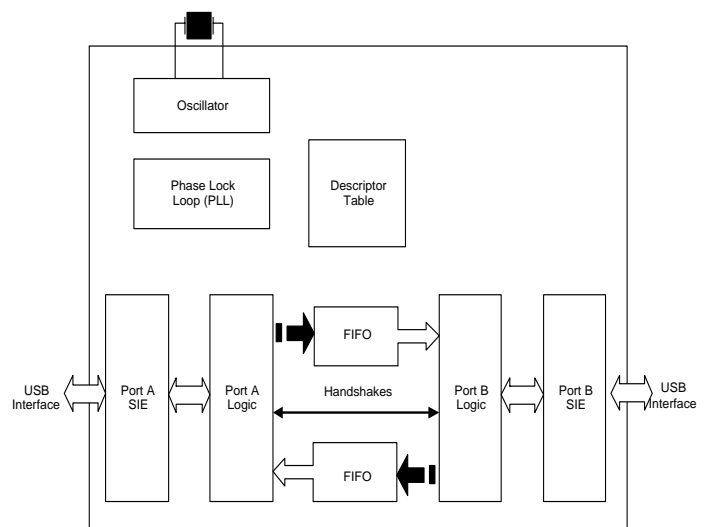 Oscillator
Phase Lock
Loop (PLL)
Descriptor
Table
FIFO
USB
Interface
Port A
SIE
Port A
Logic
Handshakes
Port B
Logic
Port B
SIE
USB
Interface
FIFO